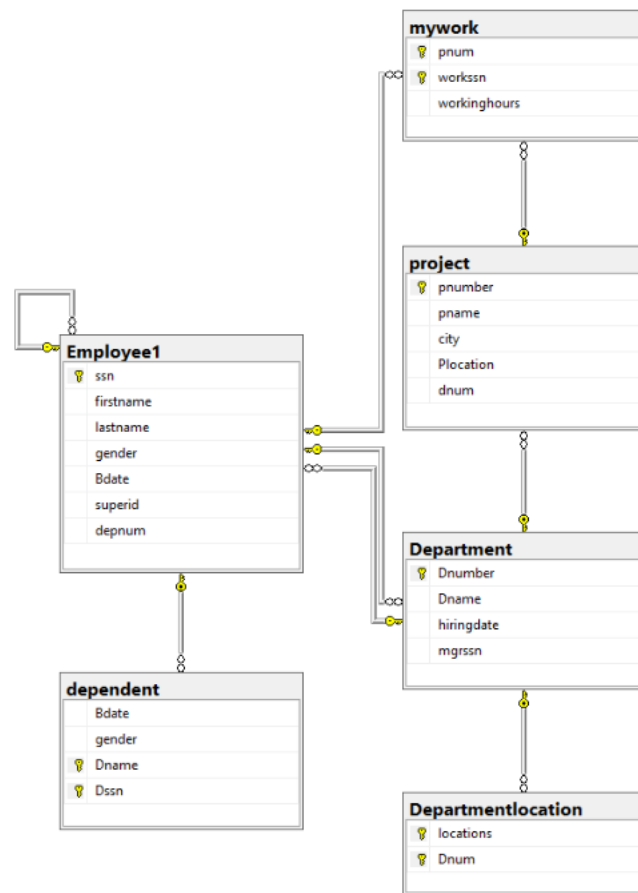 mywork
pnum
workssn
workinghours
project
pnumber
pname
city
Plocation
dnum
Employee1
ssn
firstname
lastname
gender
Bdate
superid
depnum
Department
Dnumber
Dname
hiringdate
mgrssn
dependent
Bdate
gender
Dname
Dssn
Departmentlocation
locations
Dnum